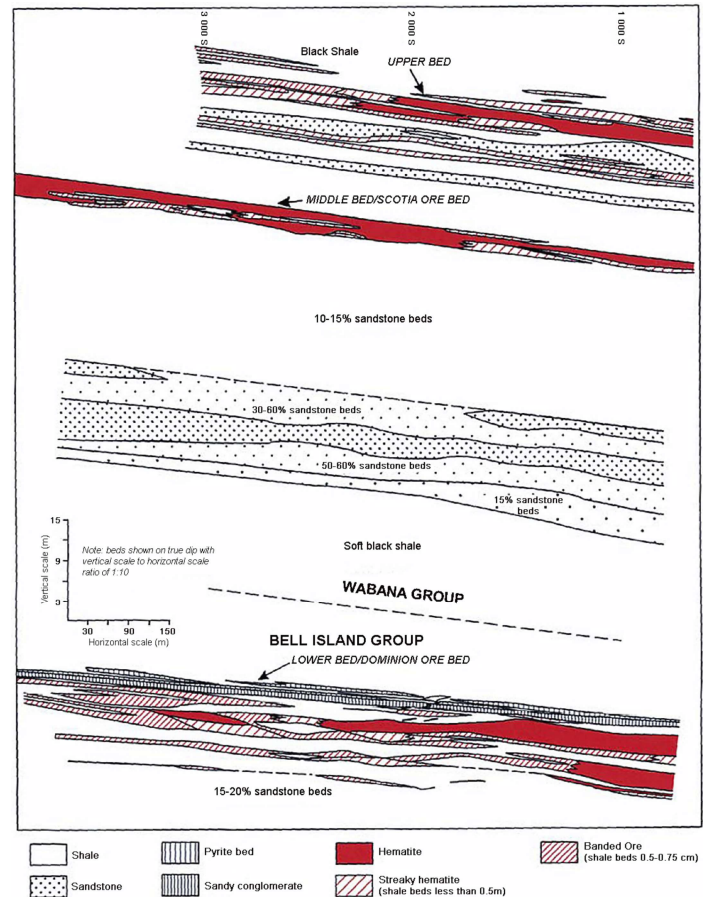 3 000 S
2 000 S
1 000 S
Black Shale
UPPER BED
MIDDLE BED/SCOTIA ORE BED
10-15% sandstone beds
30-60% sandstone beds
50-60% sandstone beds
15% sandstone
beds
15
9
3
Vertical scale (m)
Note: beds shown on true dip with
vertical scale to horizontal scale
ratio of 1:10
30 90 150
Horizontal scale (m)
Soft black shale
WABANA GROUP
BELL ISLAND GROUP
LOWER BED/DOMINION ORE BED
15-20% sandstone beds
Shale
Pyrite bed
Hematite
Banded Ore
(shale beds 0.5-0.75 cm)
Sandstone
Sandy conglomerate
Streaky hematite
(shale beds less than 0.5m)